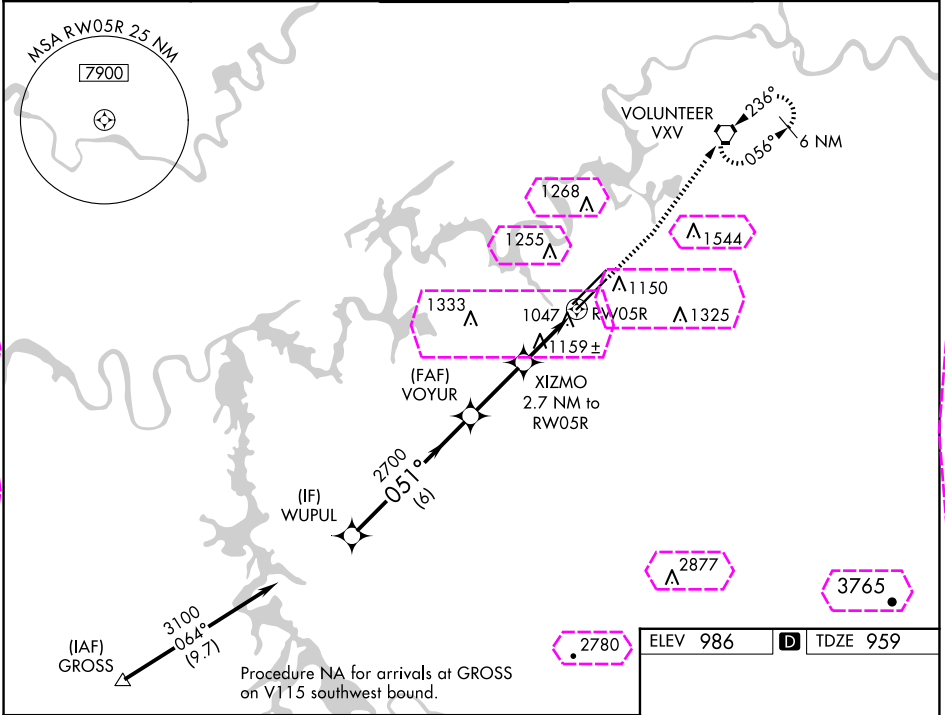 MSA RW05R 25 NM
7900
VOLUNTEER
VXV
236°
056°
6 NM
1268
1255
1544
1333
1047
1150
RW05R
1325
1159±
(FAF)
VOYUR
XIZMO
2.7 NM to
RW05R
2700
051°
(6)
(IF)
WUPUL
2877
3765
3100
064°
(9.7)
(IAF)
GROSS
2780
Procedure NA for arrivals at GROSS
on V115 southwest bound.
ELEV 986 D TDZE 959